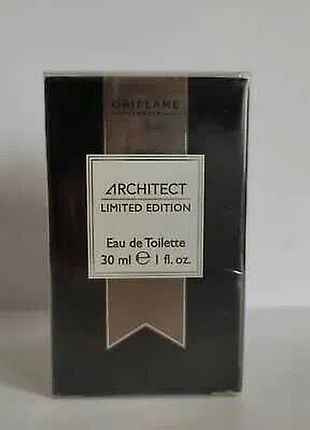 ORIFLAME
SWEDEN
ARCHITECT
LIMITED EDITION
Eau de Toilette
30 ml ℮ 1 fl. oz.